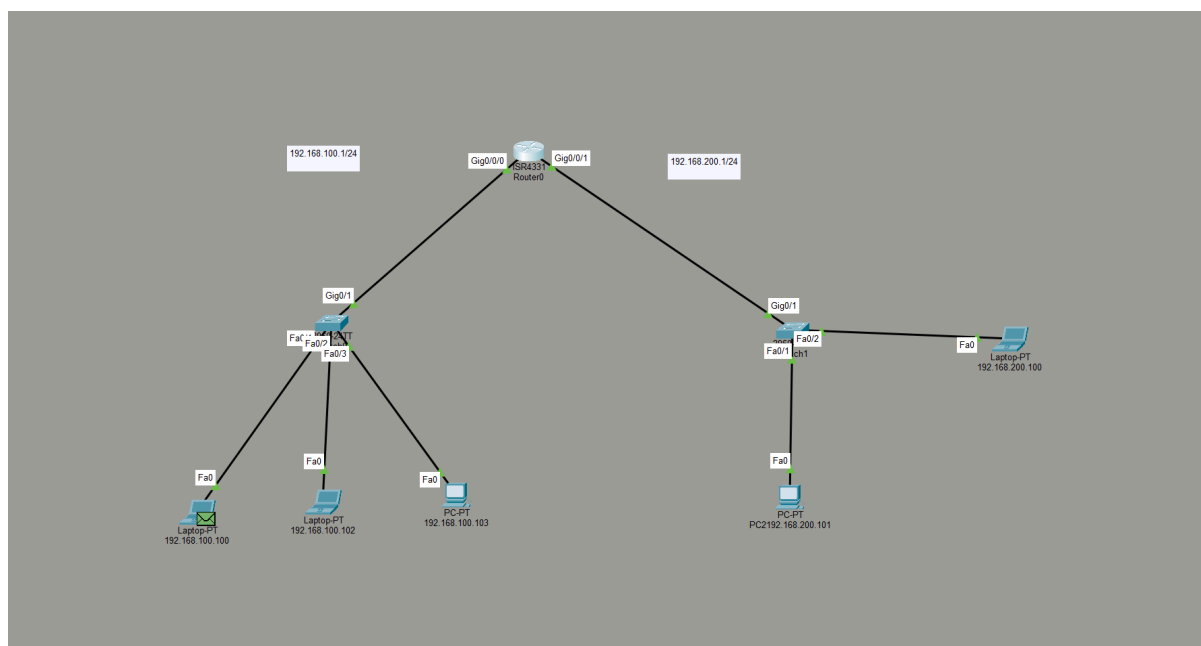 192.168.100.1/24
Gig0/0/0
Gig0/0/1
192.168.200.1/24
ISR4331
Router0
Gig0/1
Gig0/1
Fa0/2
Fa0/3
Fa0/2
Fa0/1
Fa0
Laptop-PT
192.168.200.100
Fa0
Fa0
Fa0
Fa0
Laptop-PT
192.168.100.100
Laptop-PT
192.168.100.102
PC-PT
192.168.100.103
PC-PT
PC2192.168.200.101